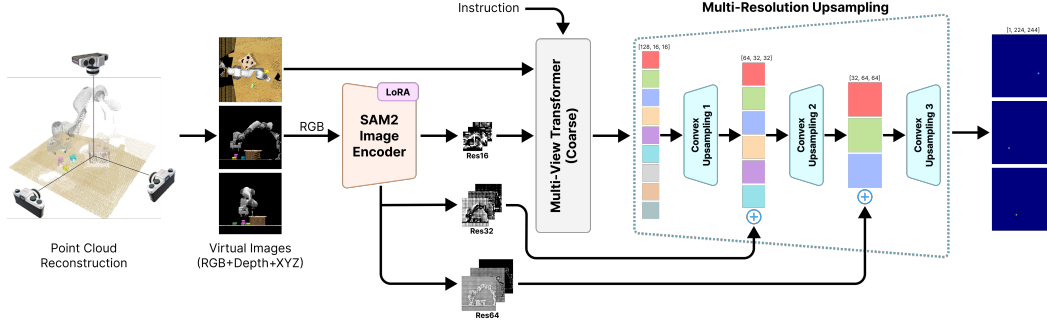 Instruction
Multi-Resolution Upsampling
[128, 16, 16]
[64, 32, 32]
[32, 64, 64]
[1, 224, 244]
LoRA
RGB
SAM2
Image
Encoder
Res16
Res32
Res64
Multi-View Transformer
(Coarse)
Convex
Upsampling 1
Convex
Upsampling 2
Convex
Upsampling 3
Point Cloud
Reconstruction
Virtual Images
(RGB+Depth+XYZ)